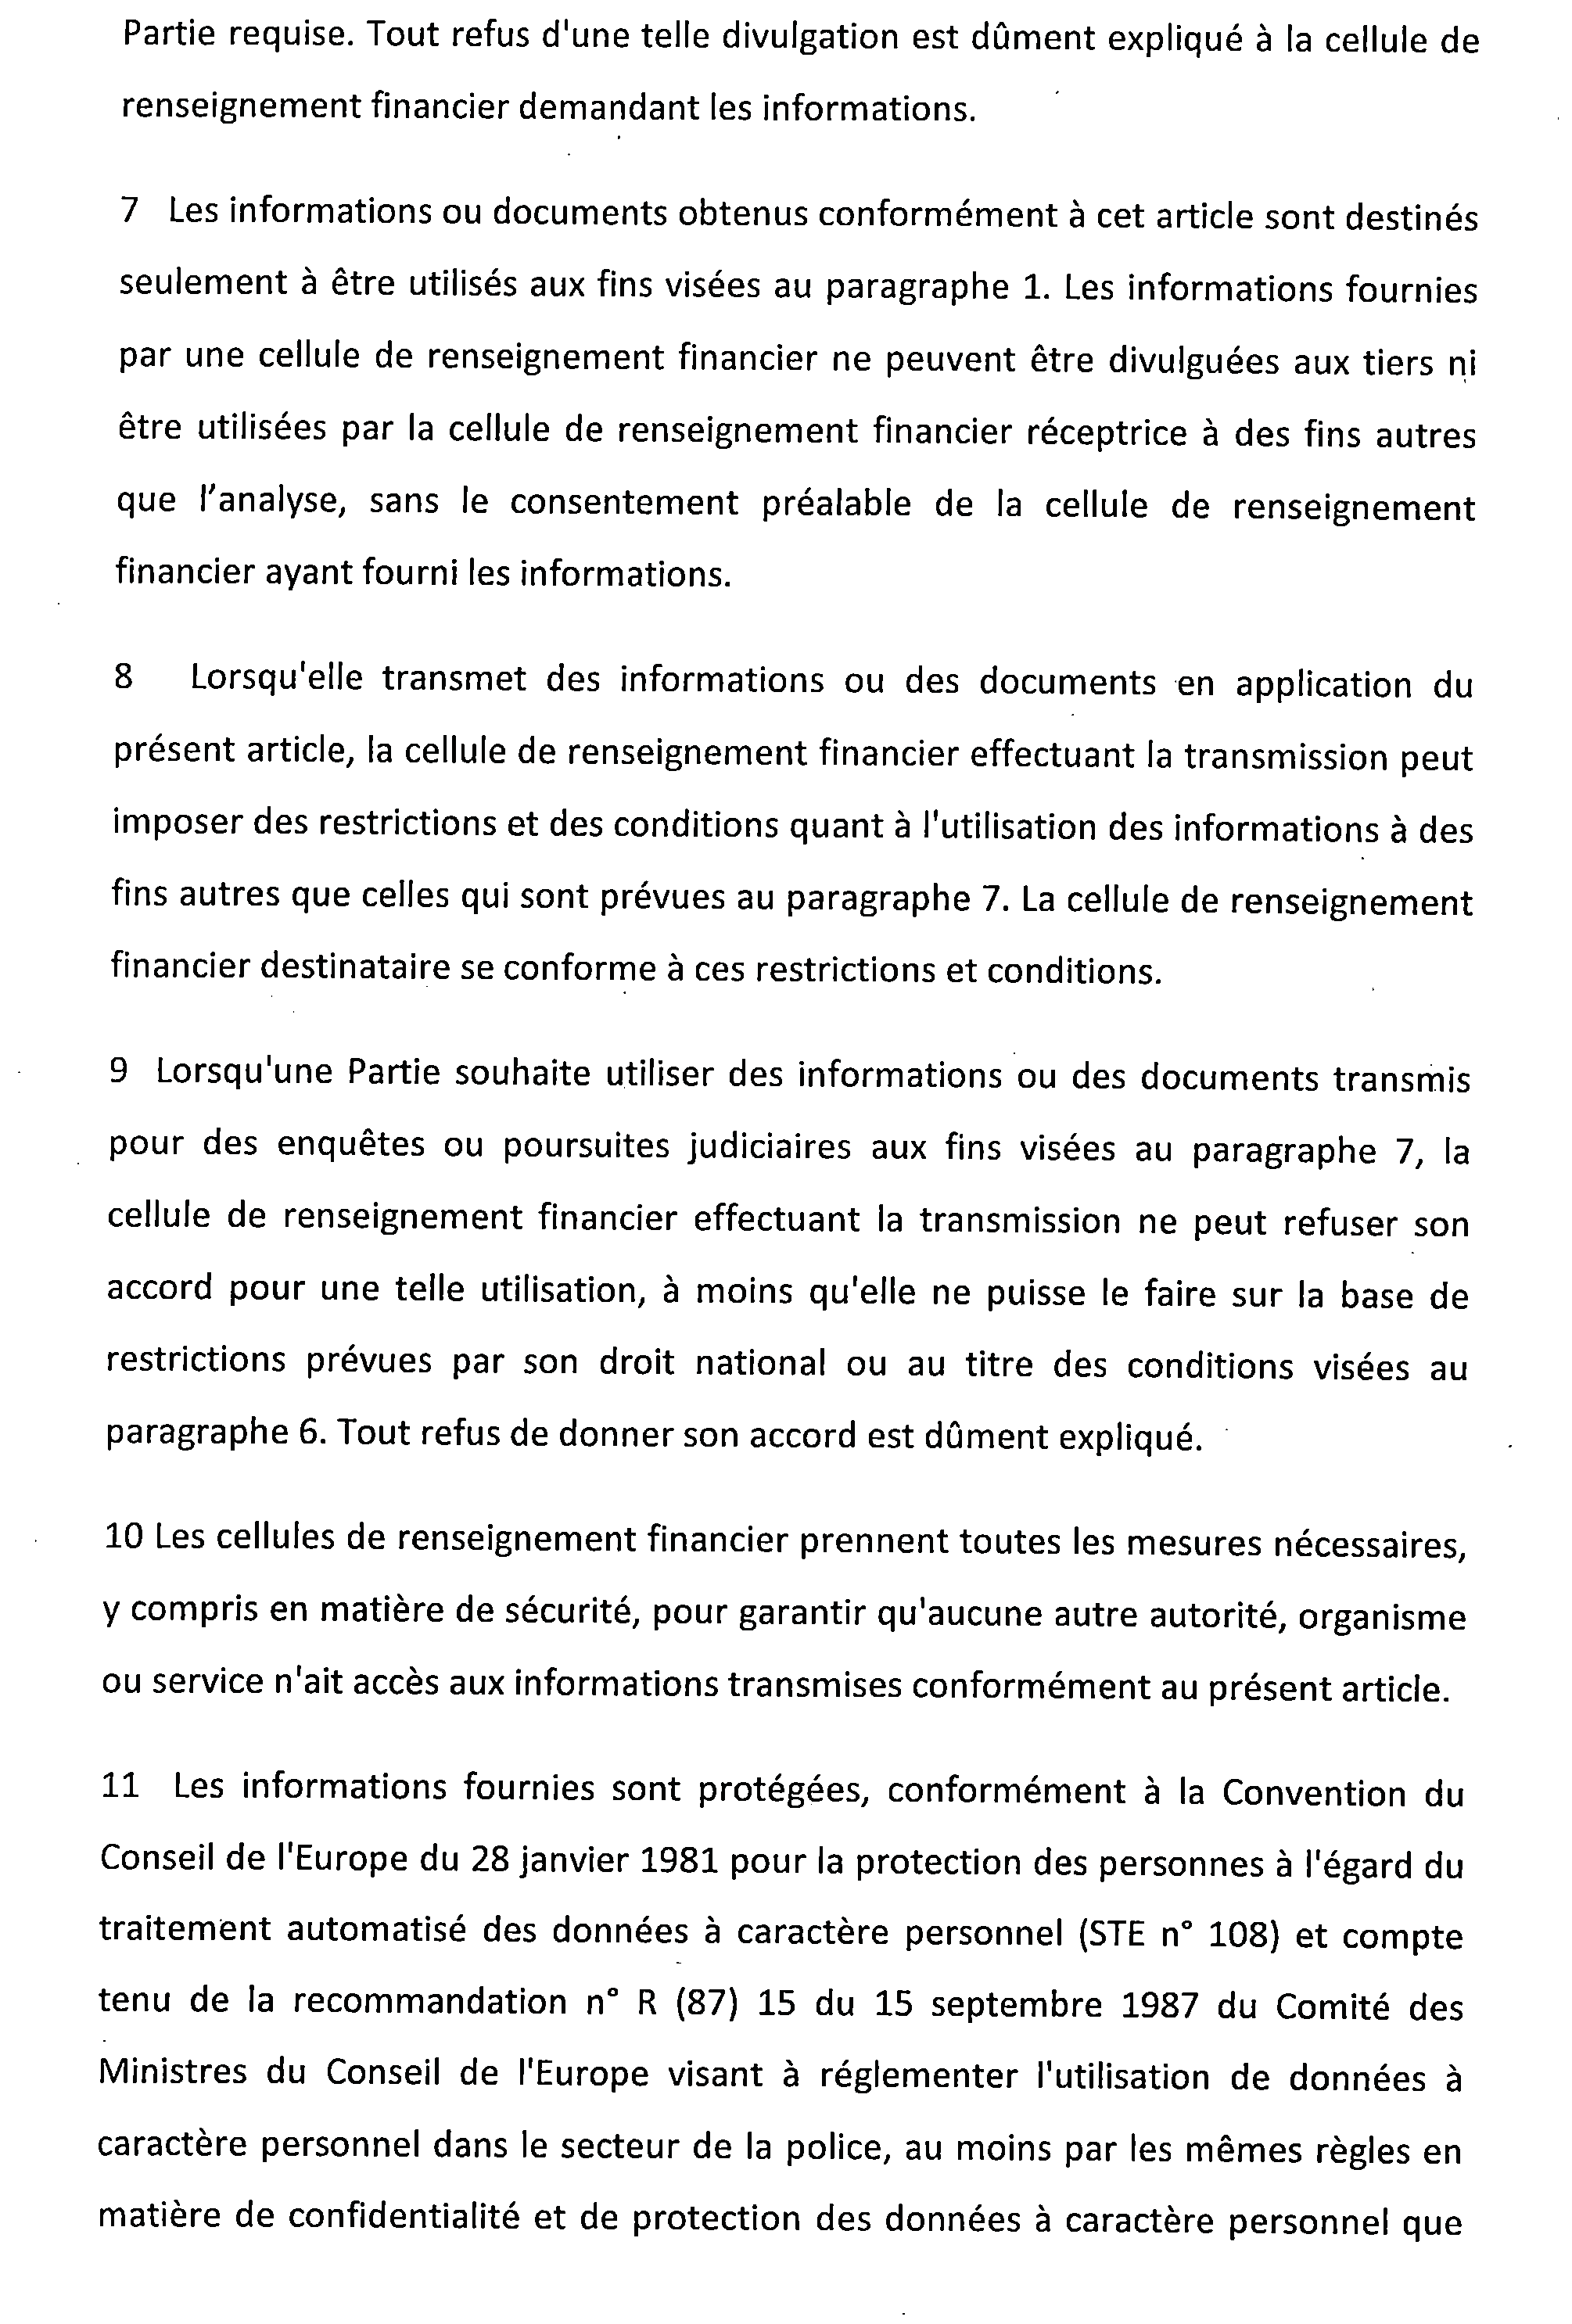 Partie requise. Tout refus d'une telle divulgation est dûment expliqué à la cellule de
renseignement financier demandant les informations.
7 Les informations ou documents obtenus conformément à cet article sont destinés
seulement à être utilisés aux fins visées au paragraphe 1. Les informations fournies
par une cellule de renseignement financier ne peuvent être divulguées aux tiers ni
être utilisées par la cellule de renseignement financier réceptrice à des fins autres
que l'analyse, sans le consentement préalable de la cellule de renseignement
financier ayant fourni les informations.
8 Lorsqu'elle transmet des informations ou des documents en application du
présent article, la cellule de renseignement financier effectuant la transmission peut
imposer des restrictions et des conditions quant à l'utilisation des informations à des
fins autres que celles qui sont prévues au paragraphe 7. La cellule de renseignement
financier destinataire se conforme à ces restrictions et conditions.
9 Lorsqu'une Partie souhaite utiliser des informations ou des documents transmis
pour des enquêtes ou poursuites judiciaires aux fins visées au paragraphe 7, la
cellule de renseignement financier effectuant la transmission ne peut refuser son
accord pour une telle utilisation, à moins qu'elle ne puisse le faire sur la base de
restrictions prévues par son droit national ou au titre des conditions visées au
paragraphe 6. Tout refus de donner son accord est dûment expliqué.
10 Les cellules de renseignement financier prennent toutes les mesures nécessaires,
y compris en matière de sécurité, pour garantir qu'aucune autre autorité, organisme
ou service n'ait accès aux informations transmises conformément au présent article.
11 Les informations fournies sont protégées, conformément à la Convention du
Conseil de l'Europe du 28 janvier 1981 pour la protection des personnes à l'égard du
traitement automatisé des données à caractère personnel (STE n° 108) et compte
tenu de la recommandation n° R (87) 15 du 15 septembre 1987 du Comité des
Ministres du Conseil de l'Europe visant à réglementer l'utilisation de données à
caractère personnel dans le secteur de la police, au moins par les mêmes règles en
matière de confidentialité et de protection des données à caractère personnel que